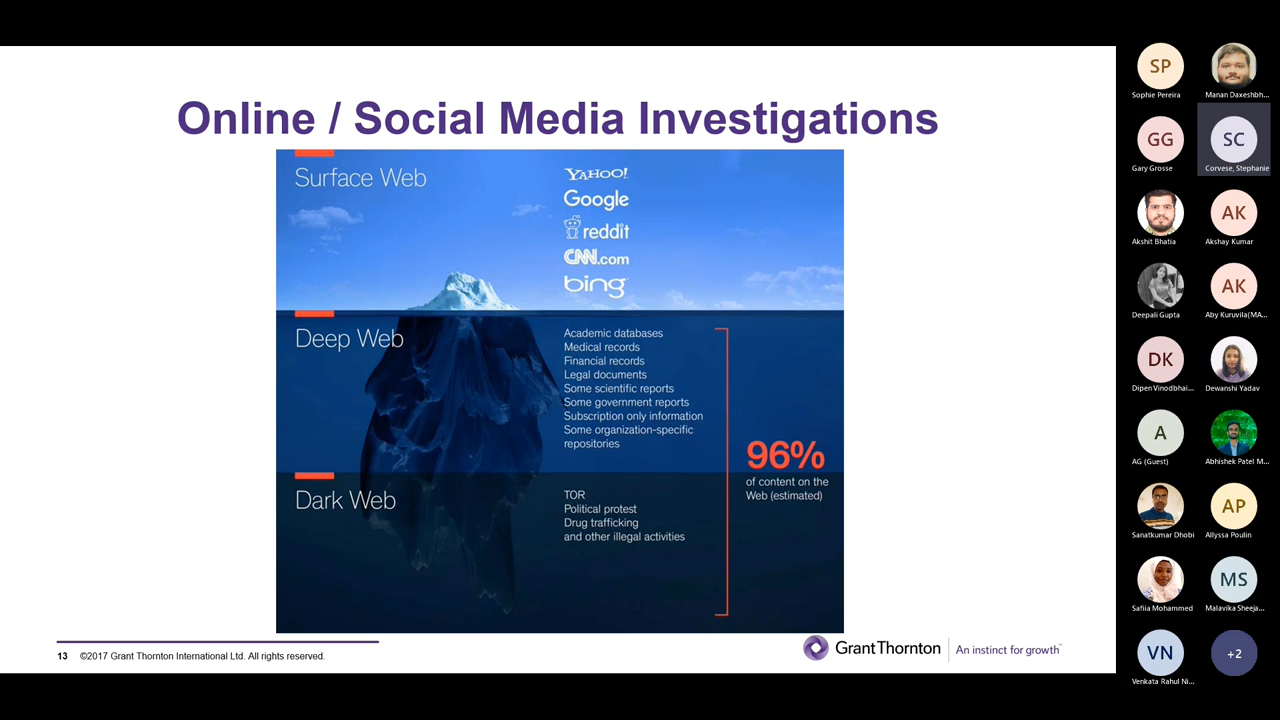 Online / Social Media Investigations
Surface Web
YAHOO!
Google
reddit
CNN.com
bing
Deep Web
Academic databases
Medical records
Financial records
Legal documents
Some scientific reports
Some government reports
Subscription only information
Some organization-specific
repositories
96%
of content on the
Web (estimated)
Dark Web
TOR
Political protest
Drug trafficking
and other illegal activities
13 ©2017 Grant Thornton International Ltd. All rights reserved.
Grant Thornton
An instinct for growth™
SP
Sophie Pereira
Manan Daxeshbh...
GG
Gary Grosse
SC
Corvese, Stephanie
Akshit Bhatia
AK
Akshay Kumar
Deepali Gupta
AK
Aby Kuruvila(MA...
DK
Dipen Vinodbhai...
Dewanshi Yadav
A
AG (Guest)
Abhishek Patel M...
Sanatkumar Dhobi
AP
Allyssa Poulin
Safiia Mohammed
MS
Malavika Sheeja...
VN
Venkata Rahul Ni...
+2